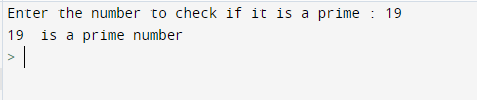 Enter the number to check if it is a prime : 19
19  is a prime number
>